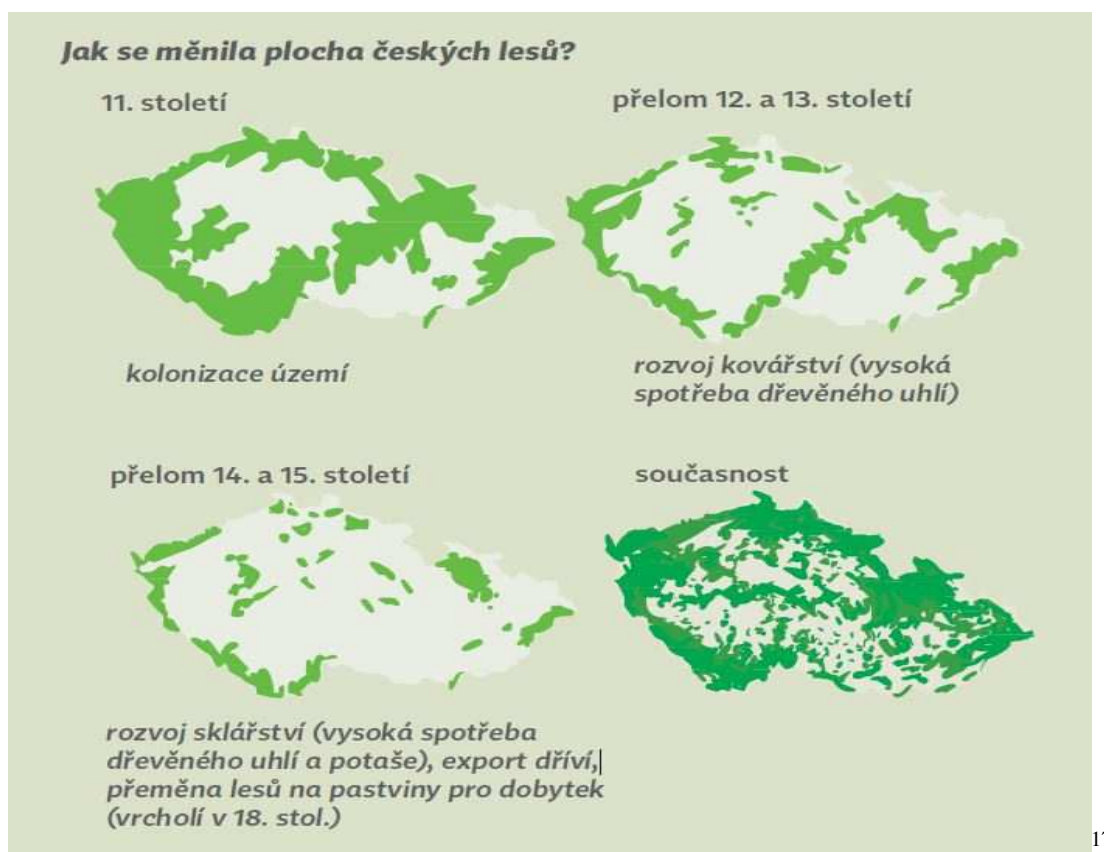 Jak se měnila plocha českých lesů?
11. století
přelom 12. a 13. století
kolonizace území
rozvoj kovářství (vysoká
spotřeba dřevěného uhlí)
přelom 14. a 15. století
současnost
rozvoj sklářství (vysoká spotřeba
dřevěného uhlí a potaše), export dříví,
přeměna lesů na pastviny pro dobytek
(vrcholí v 18. stol.)